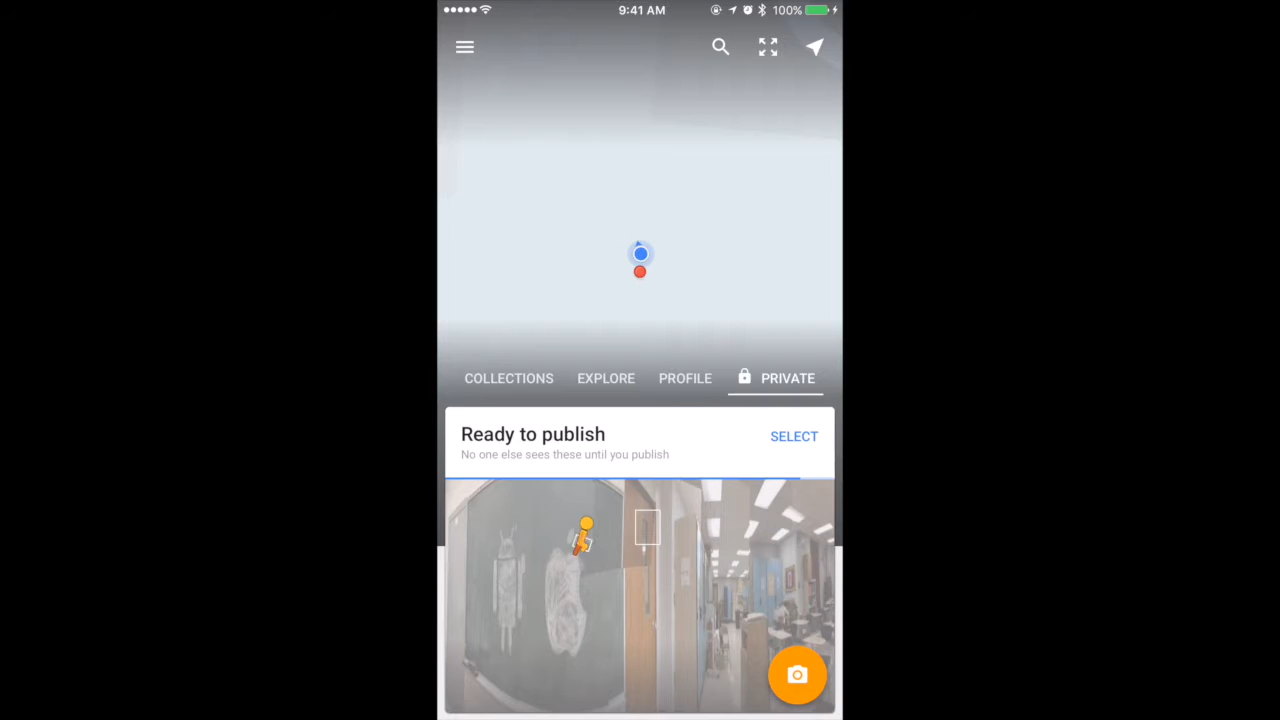 9:41 AM
100%
COLLECTIONS EXPLORE PROFILE PRIVATE
Ready to publish
SELECT
No one else sees these until you publish